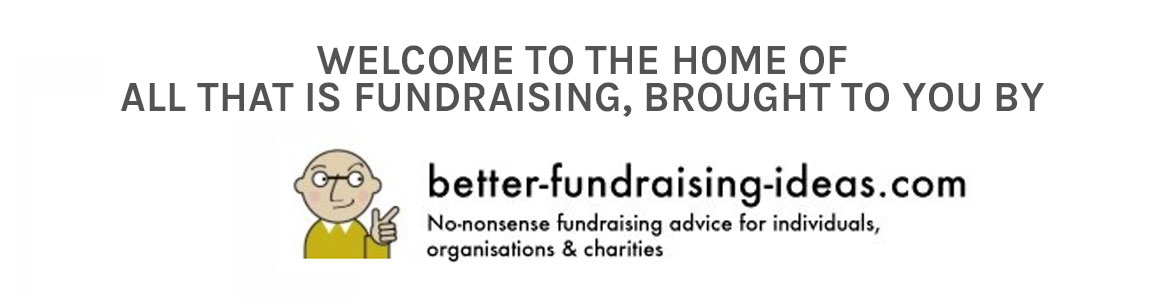 WELCOME TO THE HOME OF
ALL THAT IS FUNDRAISING, BROUGHT TO YOU BY
better-fundraising-ideas.com
No-nonsense fundraising advice for individuals,
organisations & charities